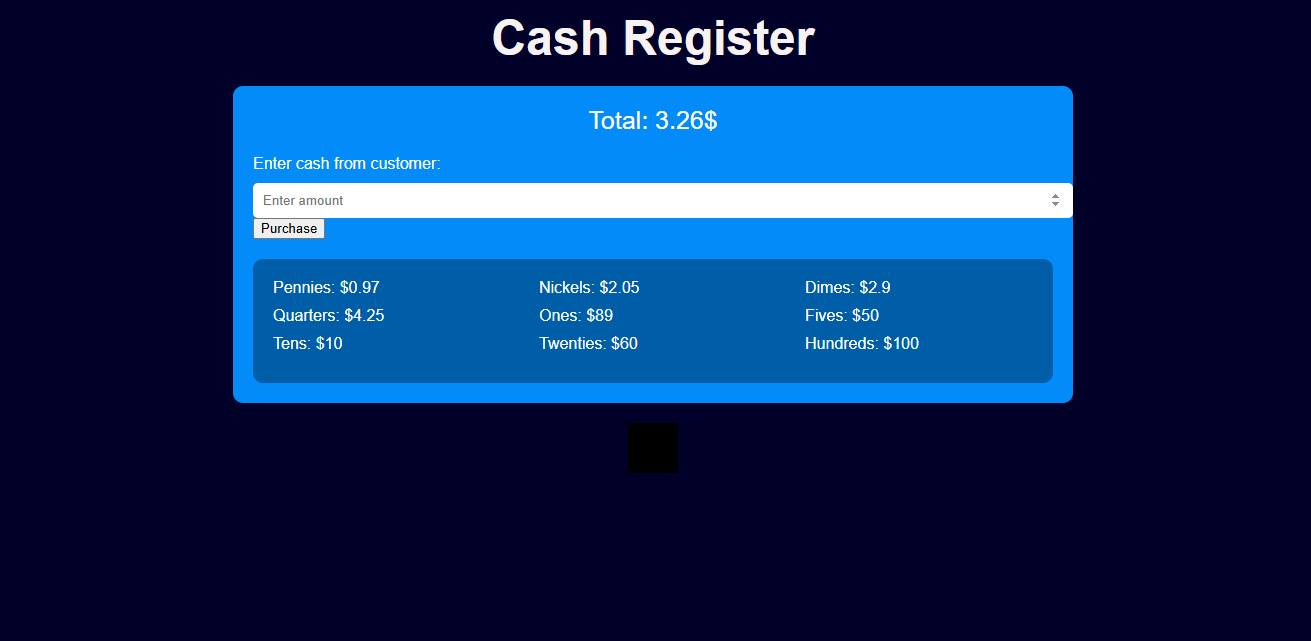 Cash Register
Total: 3.26$
Enter cash from customer:
Enter amount
Purchase
Pennies: $0.97 Nickels: $2.05 Dimes: $2.9
Quarters: $4.25 Ones: $89 Fives: $50
Tens: $10 Twenties: $60 Hundreds: $100